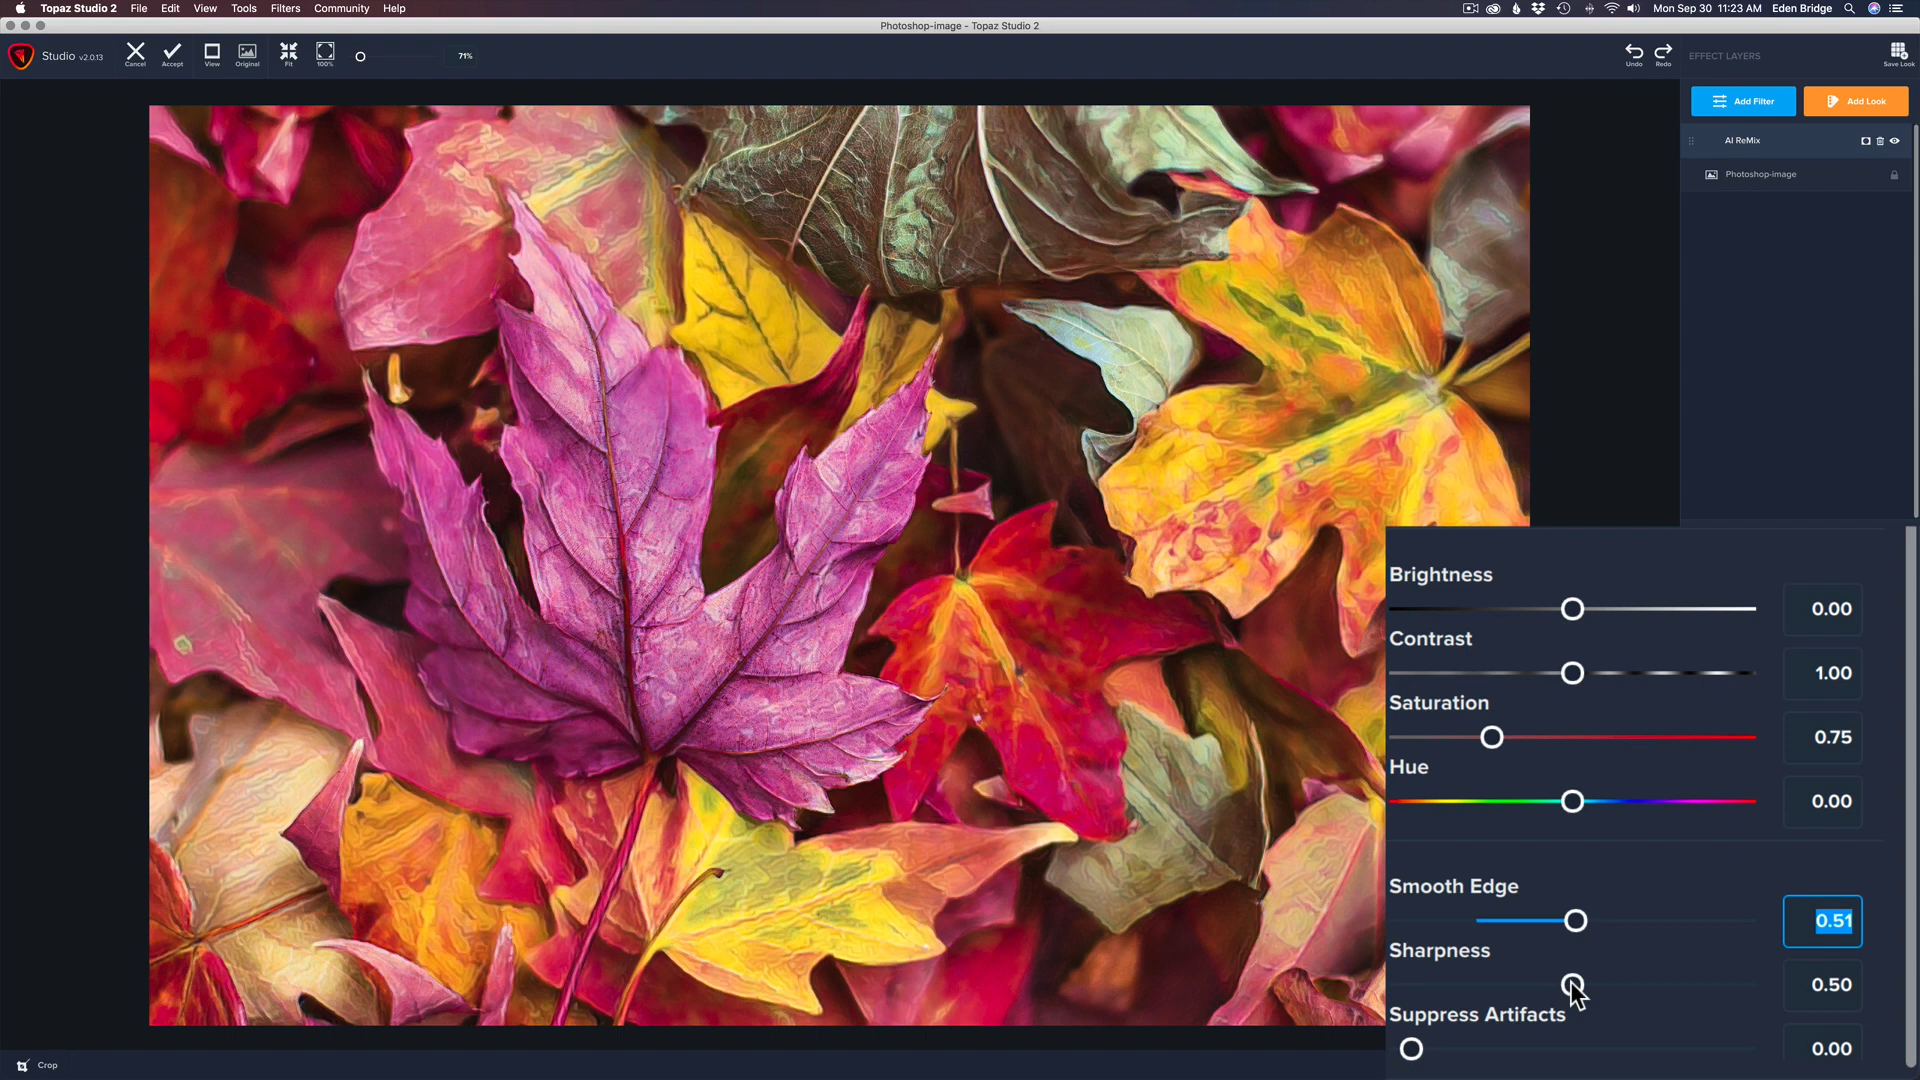 Topaz Studio 2 File Edit View Tools Filters Community Help Mon Sep 30 11:23 AM Eden Bridge
Photoshop-image - Topaz Studio 2
Studio v2.0.13 Cancel Accept View Original Fit 100% 71% Undo Redo EFFECT LAYERS Save Look
Add Filter Add Look
AI ReMix
Photoshop-image
Brightness
0.00
Contrast
1.00
Saturation
0.75
Hue
0.00
Smooth Edge
0.51
Sharpness
0.50
Suppress Artifacts
0.00
Crop